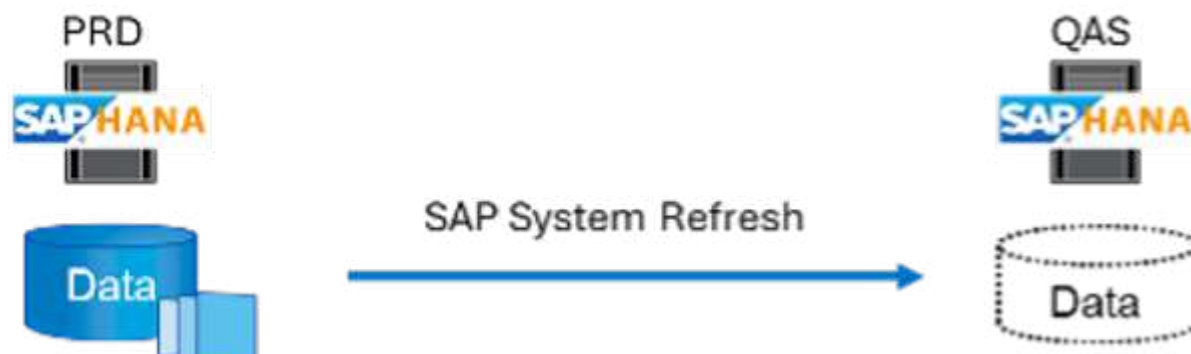 PRD
SAP HANA
Data
SAP System Refresh
QAS
SAP HANA
Data